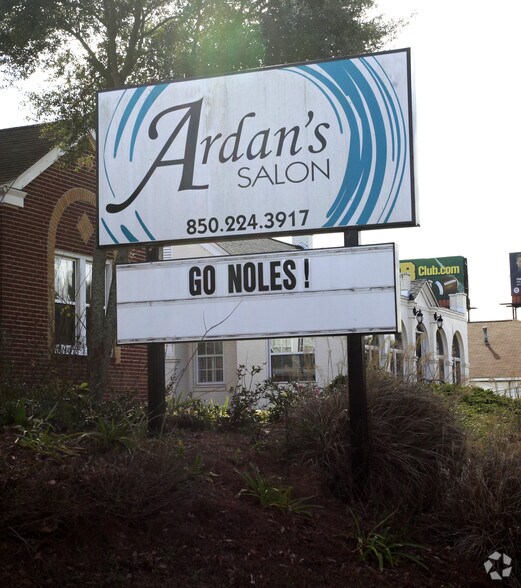 Ardan's
SALON
850.224.3917
GO NOLES!
Club.com